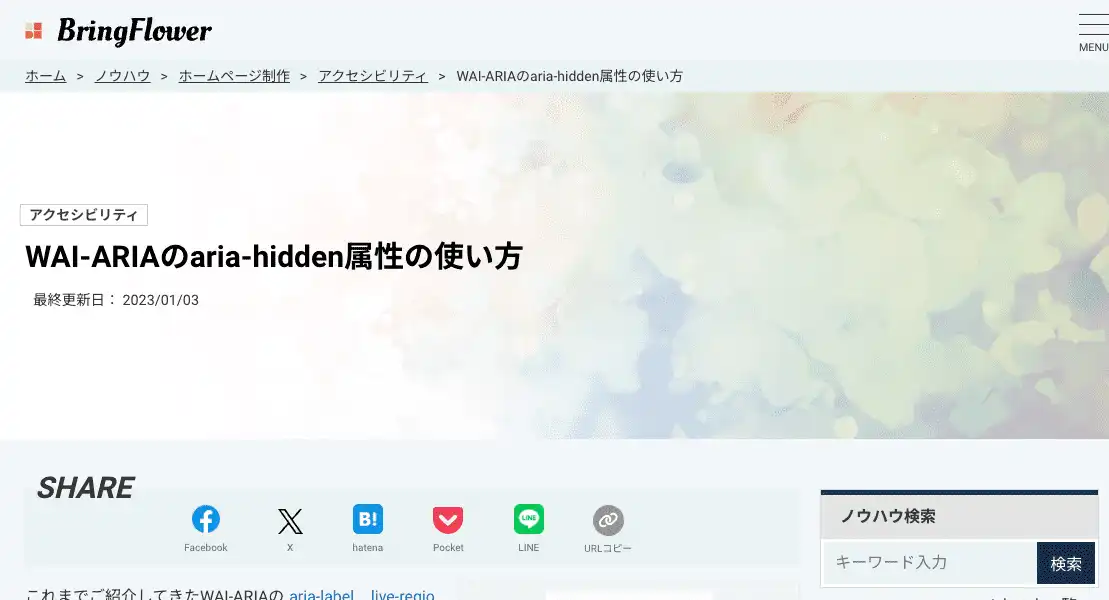 BringFlower
MENU
ホーム > ノウハウ > ホームページ制作 > アクセシビリティ > WAI-ARIAのaria-hidden属性の使い方
アクセシビリティ
WAI-ARIAのaria-hidden属性の使い方
最終更新日： 2023/01/03
SHARE
Facebook
X
B!
hatena
Pocket
LINE
LINE
URLコピー
ノウハウ検索
キーワード入力 検索
これまでご紹介してきたWAI-ARIAの aria-label、live-regio